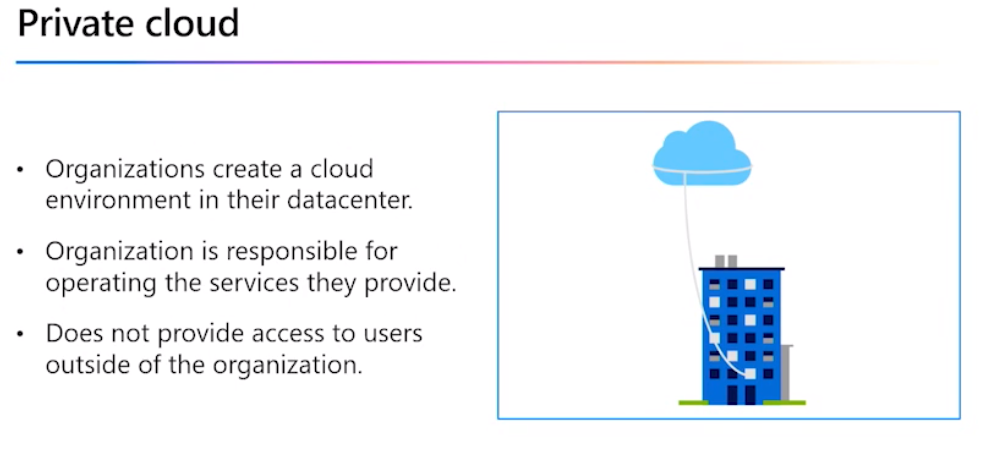 Private cloud
• Organizations create a cloud
environment in their datacenter.
• Organization is responsible for
operating the services they provide.
• Does not provide access to users
outside of the organization.